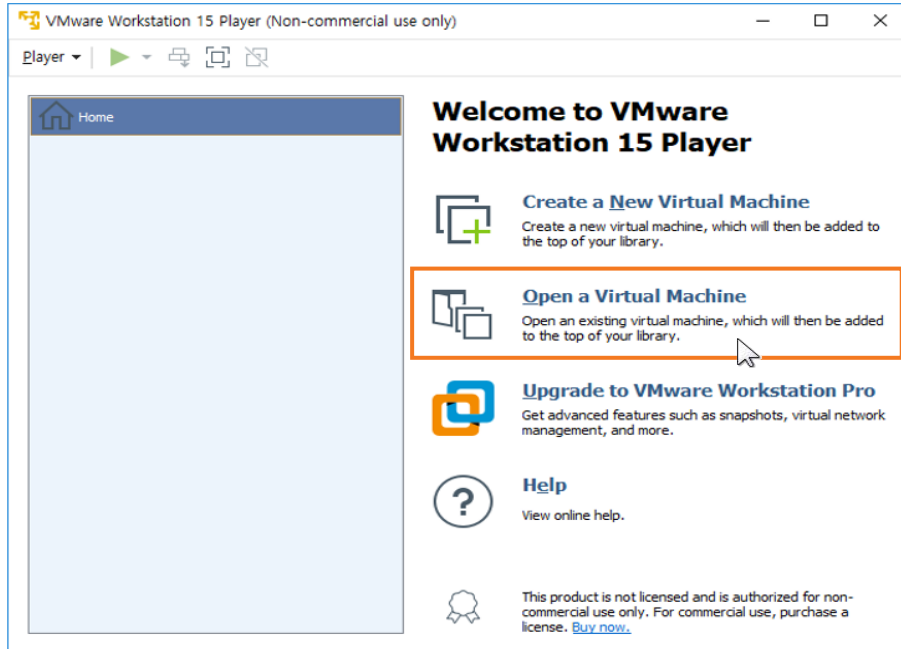 VMware Workstation 15 Player (Non-commercial use only)
Player
Home
Welcome to VMware
Workstation 15 Player
Create a New Virtual Machine
Create a new virtual machine, which will then be added to
the top of your library.
Open a Virtual Machine
Open an existing virtual machine, which will then be added
to the top of your library.
Upgrade to VMware Workstation Pro
Get advanced features such as snapshots, virtual network
management, and more.
Help
View online help.
This product is not licensed and is authorized for non-
commercial use only. For commercial use, purchase a
license. Buy now.